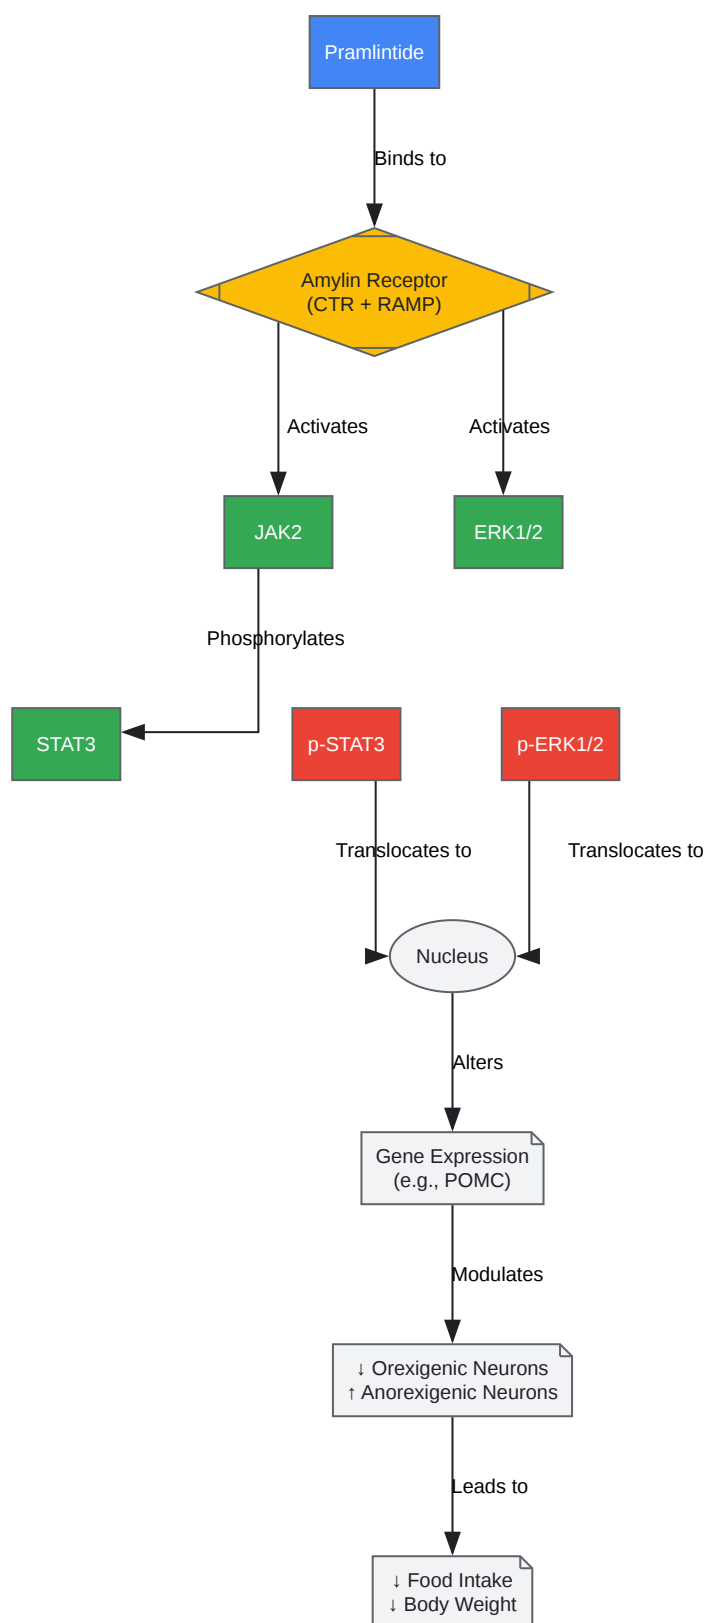 Pramlintide
Binds to
Amylin Receptor
(CTR + RAMP)
Activates
Activates
JAK2
ERK1/2
Phosphorylates
STAT3
p-STAT3
p-ERK1/2
Translocates to
Translocates to
Nucleus
Alters
Gene Expression
(e.g., POMC)
Modulates
↓ Orexigenic Neurons
↑ Anorexigenic Neurons
Leads to
↓ Food Intake
↓ Body Weight